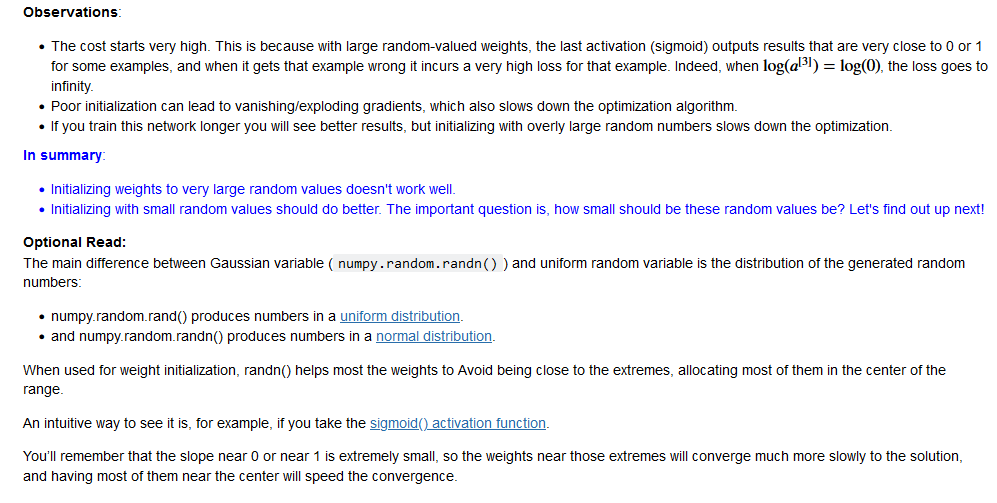 Observations:
• The cost starts very high. This is because with large random-valued weights, the last activation (sigmoid) outputs results that are very close to 0 or 1
for some examples, and when it gets that example wrong it incurs a very high loss for that example. Indeed, when log(a[3]) = log(0), the loss goes to
infinity.
• Poor initialization can lead to vanishing/exploding gradients, which also slows down the optimization algorithm.
• If you train this network longer you will see better results, but initializing with overly large random numbers slows down the optimization.
In summary:
• Initializing weights to very large random values doesn't work well.
• Initializing with small random values should do better. The important question is, how small should be these random values be? Let's find out up next!
Optional Read:
The main difference between Gaussian variable ( numpy.random.randn() ) and uniform random variable is the distribution of the generated random
numbers:
• numpy.random.rand() produces numbers in a uniform distribution.
• and numpy.random.randn() produces numbers in a normal distribution.
When used for weight initialization, randn() helps most the weights to Avoid being close to the extremes, allocating most of them in the center of the
range.
An intuitive way to see it is, for example, if you take the sigmoid() activation function.
You'll remember that the slope near 0 or near 1 is extremely small, so the weights near those extremes will converge much more slowly to the solution,
and having most of them near the center will speed the convergence.